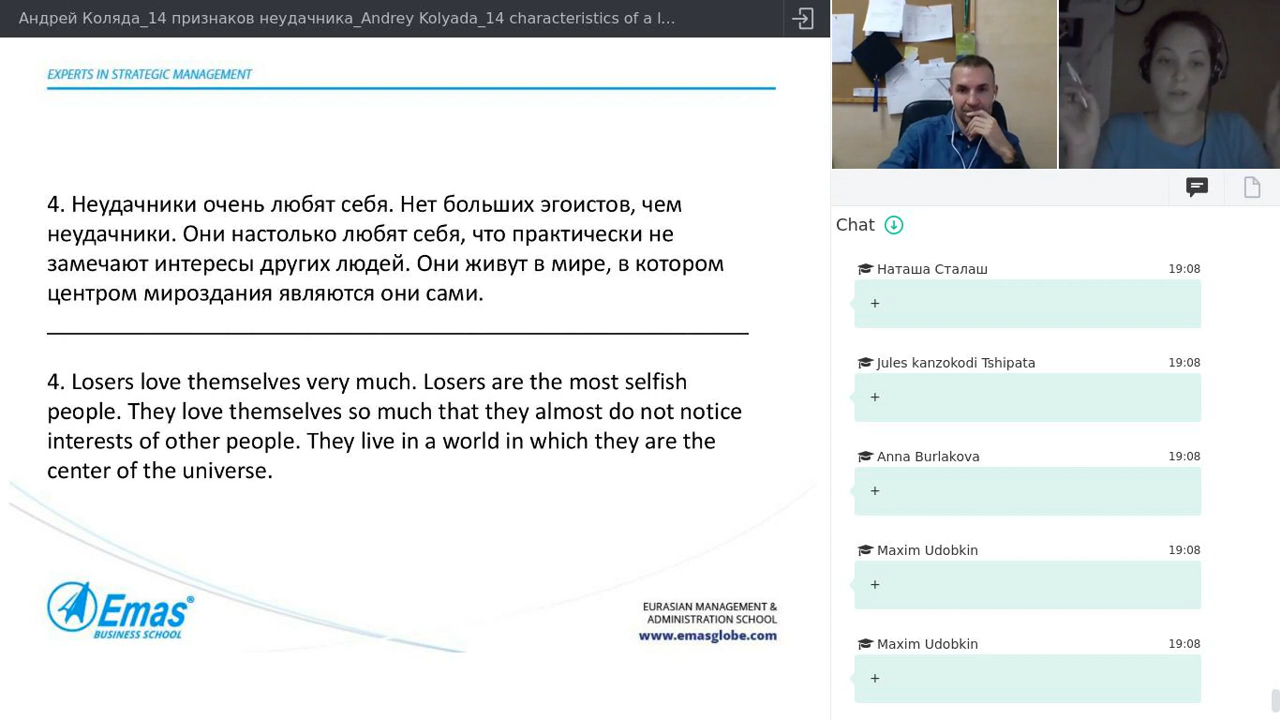 Андрей Коляда_14 признаков неудачника_Andrey Kolyada_14 characteristics of a l...
EXPERTS IN STRATEGIC MANAGEMENT
4. Неудачники очень любят себя. Нет больших эгоистов, чем
неудачники. Они настолько любят себя, что практически не
замечают интересы других людей. Они живут в мире, в котором
центром мироздания являются они сами.
4. Losers love themselves very much. Losers are the most selfish
people. They love themselves so much that they almost do not notice
interests of other people. They live in a world in which they are the
center of the universe.
Emas®
BUSINESS SCHOOL
EURASIAN MANAGEMENT &
ADMINISTRATION SCHOOL
www.emasglobe.com
Chat
Наташа Сталаш 19:08
+
Jules kanzokodi Tshipata 19:08
+
Anna Burlakova 19:08
+
Maxim Udobkin 19:08
+
Maxim Udobkin 19:08
+